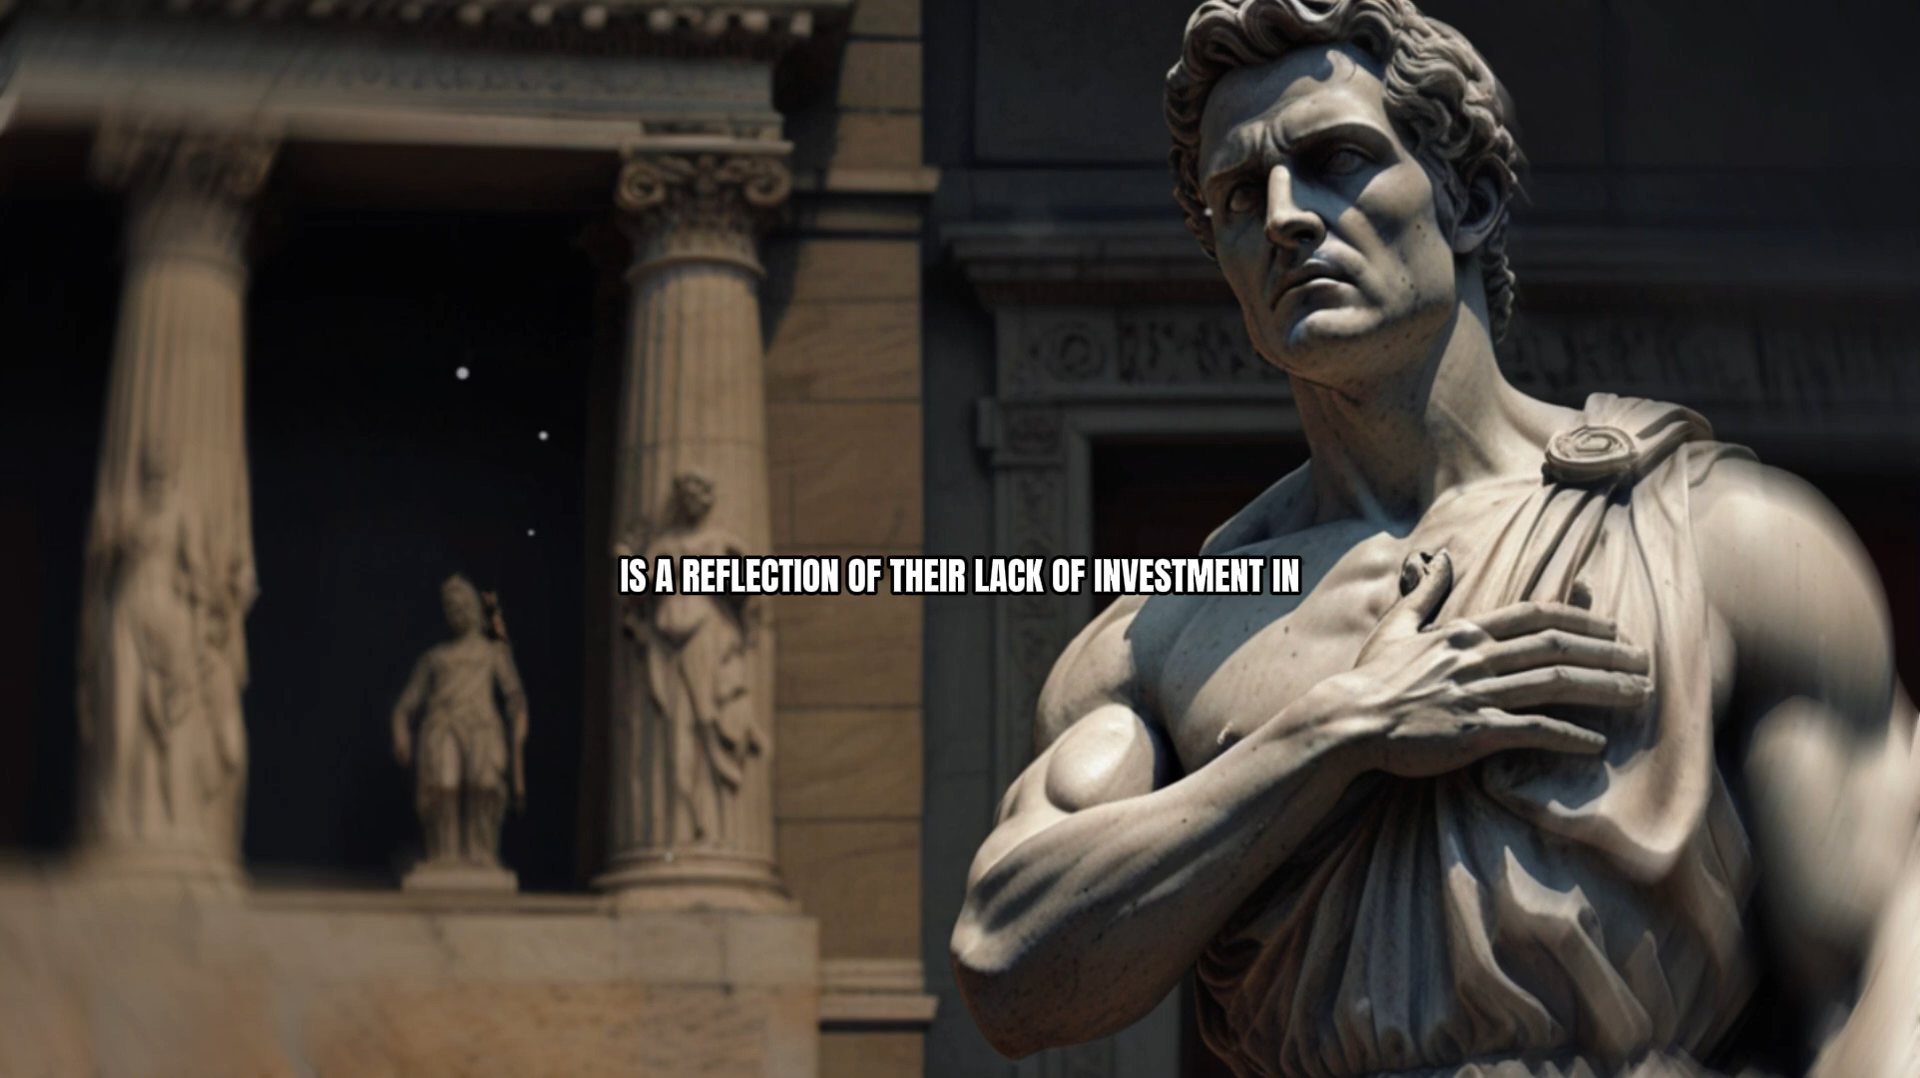 IS A REFLECTION OF THEIR LACK OF INVESTMENT IN